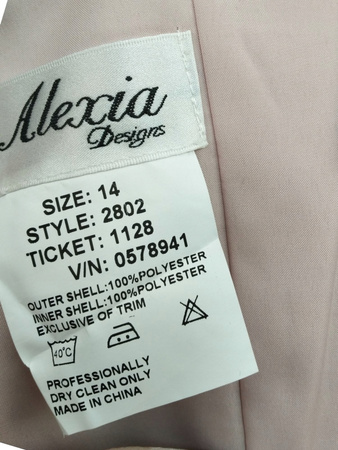 Alexia
Designs
SIZE: 14
STYLE: 2802
TICKET: 1128
V/N: 0578941
OUTER SHELL:100%POLYESTER
INNER SHELL:100%POLYESTER
EXCLUSIVE OF TRIM
40°C
PROFESSIONALLY
DRY CLEAN ONLY
MADE IN CHINA